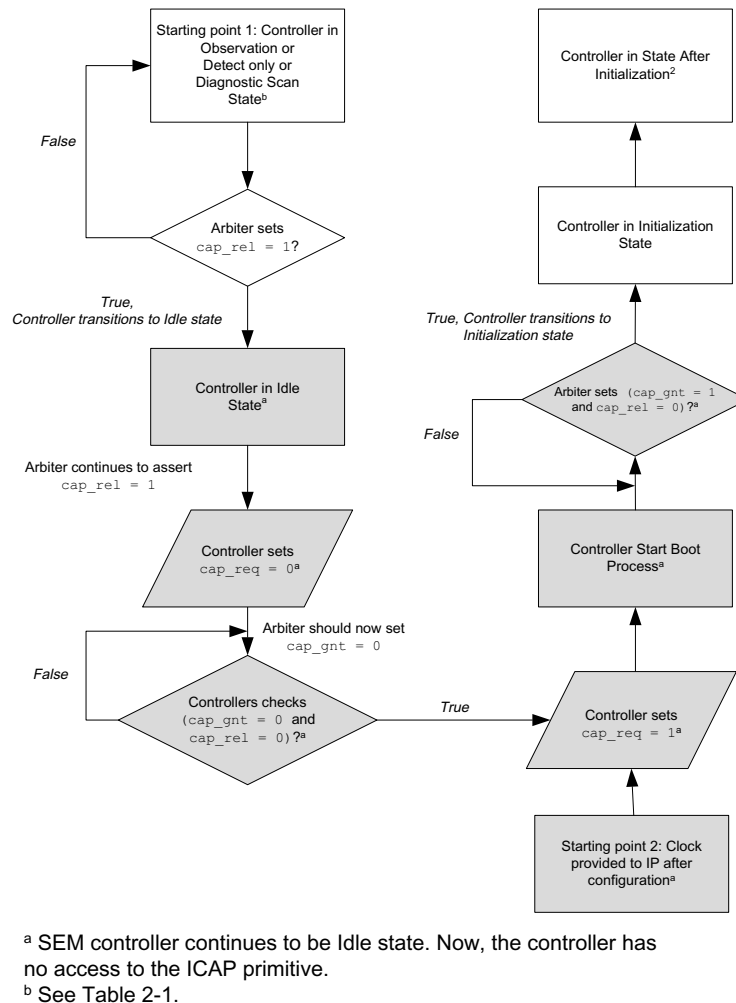 Starting point 1: Controller in
Observation or
Detect only or
Diagnostic Scan
Stateᵇ
False
Arbiter sets
cap_rel = 1?
True,
Controller transitions to Idle state
Controller in Idle
Stateᵃ
Arbiter continues to assert
cap_rel = 1
Controller sets
cap_req = 0ᵃ
Arbiter should now set
cap_gnt = 0
False
Controllers checks
(cap_gnt = 0 and
cap_rel = 0)?ᵃ
True
Controller in State After
Initialization²
Controller in Initialization
State
True, Controller transitions to
Initialization state
Arbiter sets (cap_gnt = 1
and cap_rel = 0)?ᵃ
False
Controller Start Boot
Processᵃ
Controller sets
cap_req = 1ᵃ
Starting point 2: Clock
provided to IP after
configurationᵃ
ᵃ SEM controller continues to be Idle state. Now, the controller has
no access to the ICAP primitive.
ᵇ See Table 2-1.